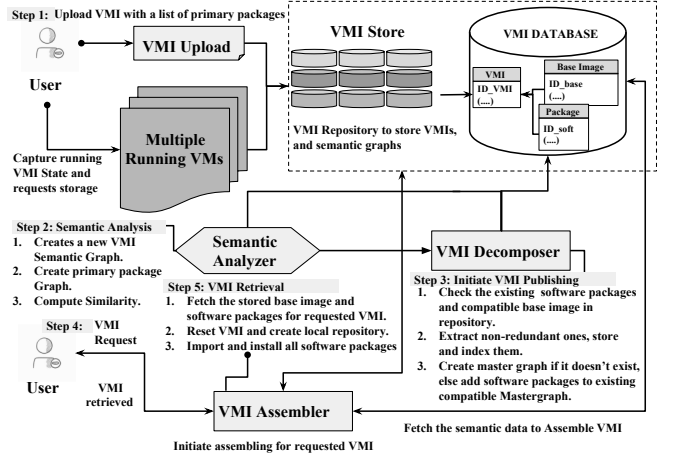 Step 1: Upload VMI with a list of primary packages
VMI Upload
User
Multiple
Running VMs
Capture running
VMI State and
requests storage
VMI Store
VMI Repository to store VMIs,
and semantic graphs
VMI DATABASE
VMI
ID_VMI
(....)
Base Image
ID_base
(....)
Package
ID_soft
(....)
Step 2: Semantic Analysis
1. Creates a new VMI
Semantic Graph.
2. Create primary package
Graph.
3. Compute Similarity.
Semantic
Analyzer
VMI Decomposer
Step 3: Initiate VMI Publishing
1. Check the existing software packages
and compatible base image in
repository.
2. Extract non-redundant ones, store
and index them.
3. Create master graph if it doesn't exist,
else add software packages to existing
compatible Mastergraph.
Step 5: VMI Retrieval
1. Fetch the stored base image and
software packages for requested VMI.
2. Reset VMI and create local repository.
3. Import and install all software packages
Step 4: VMI
Request
User
VMI
retrieved
VMI Assembler
Initiate assembling for requested VMI
Fetch the semantic data to Assemble VMI